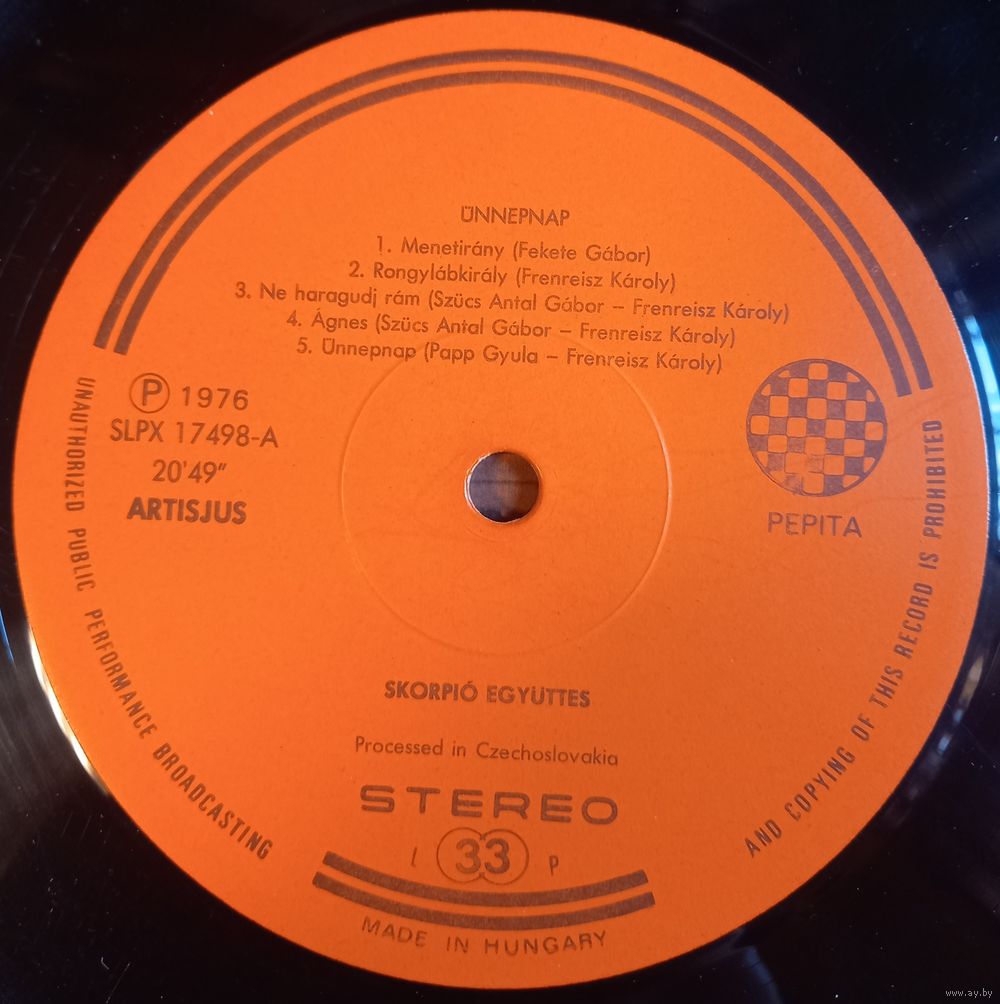 ÜNNEPNAP
1. Menetirány (Fekete Gábor)
2. Rongylábkirály (Frenreisz Károly)
3. Ne haragudj rám (Szücs Antal Gábor – Frenreisz Károly)
4. Ágnes (Szücs Antal Gábor – Frenreisz Károly)
5. Ünnepnap (Papp Gyula – Frenreisz Károly)
Ⓟ 1976
SLPX 17498-A
20'49"
ARTISJUS
PEPITA
SKORPIÓ EGYÜTTES
Processed in Czechoslovakia
STEREO
L 33 P
MADE IN HUNGARY
UNAUTHORIZED PUBLIC PERFORMANCE BROADCASTING
AND COPYING OF THIS RECORD IS PROHIBITED
www.ay.by